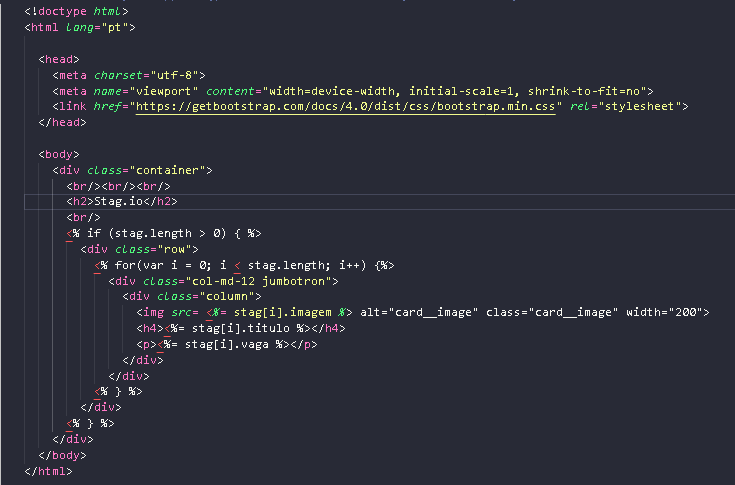 <!doctype html>
<html lang="pt">
<head>
<meta charset="utf-8">
<meta name="viewport" content="width=device-width, initial-scale=1, shrink-to-fit=no">
<link href="https://getbootstrap.com/docs/4.0/dist/css/bootstrap.min.css" rel="stylesheet">
</head>
<body>
<div class="container">
<br/><br/><br/>
<h2>Stag.io</h2>
<br/>
<% if (stag.length > 0) { %>
<div class="row">
<% for(var i = 0; i < stag.length; i++) {%>
<div class="col-md-12 jumbotron">
<div class="column">
<img src= <%= stag[i].imagem %> alt="card__image" class="card__image" width="200">
<h4><%= stag[i].titulo %></h4>
<p><%= stag[i].vaga %></p>
</div>
</div>
<% } %>
</div>
<% } %>
</div>
</body>
</html>